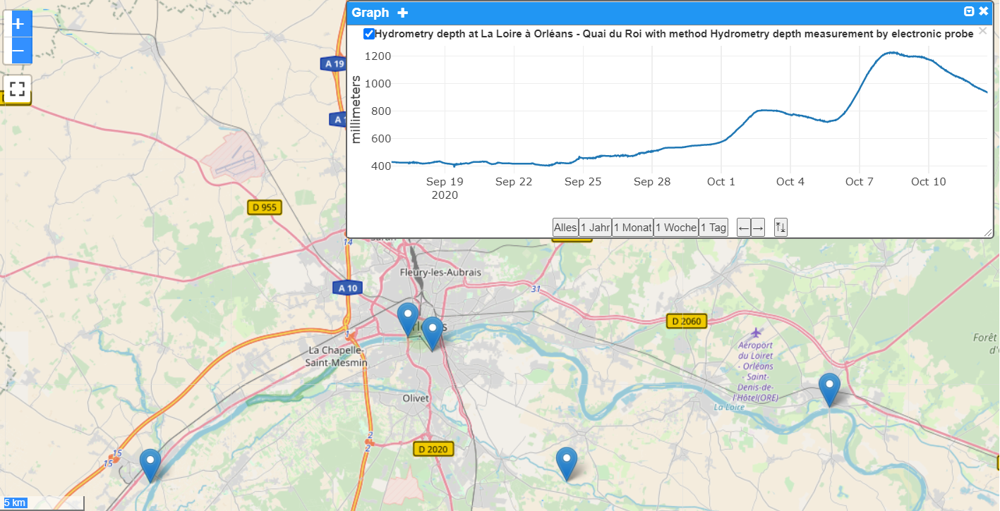 Graph
Hydrometry depth at La Loire à Orléans - Quai du Roi with method Hydrometry depth measurement by electronic probe
millimeters
1200
1000
800
600
400
Sep 19
2020
Sep 22
Sep 25
Sep 28
Oct 1
Oct 4
Oct 7
Oct 10
Alles 1 Jahr 1 Monat 1 Woche 1 Tag ← →
A 19
D 955
14
Fleury-les-Aubrais
A 10
31
D 2060
1
La Chapelle-
Saint-Mesmin
Aéroport
du Loiret
- Orléans
- Saint-
Denis-de-
l'Hôtel(ORE)
Forêt
La Loire
Olivet
2
2
D 2020
15
15
5 km